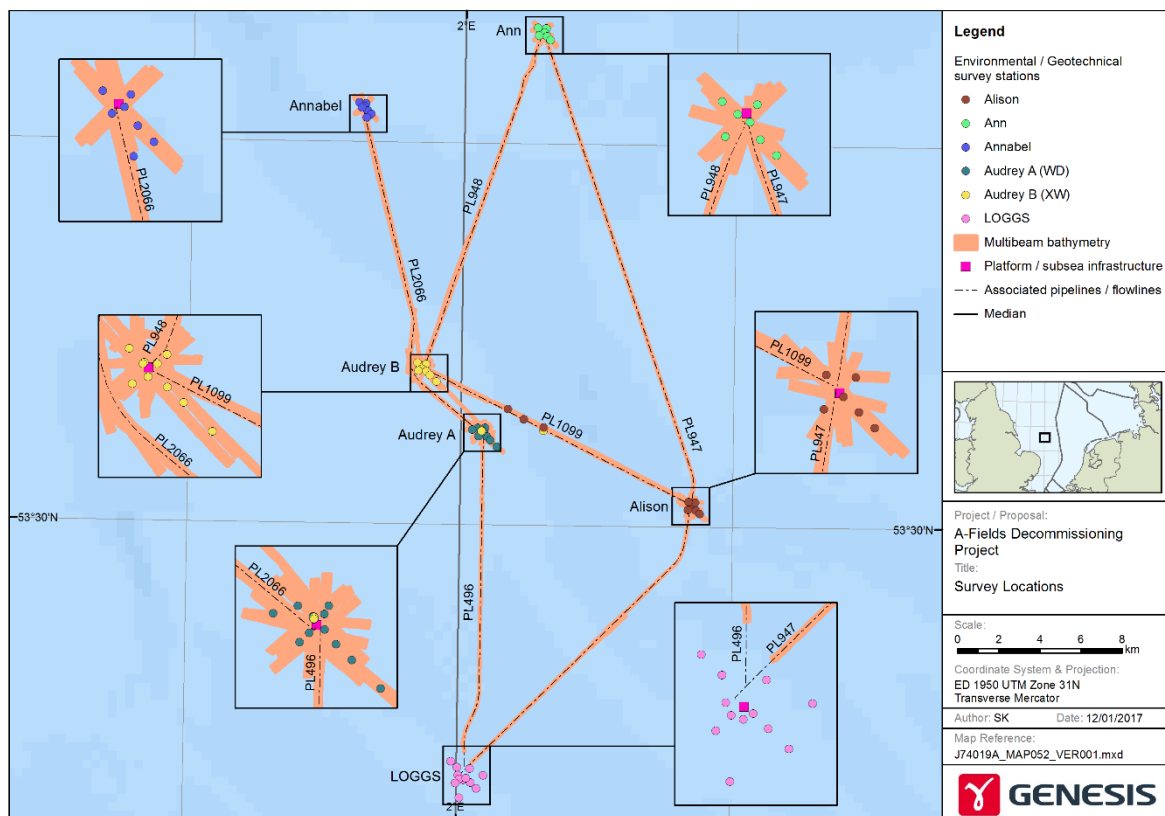 2°E
Ann
Annabel
PL2066
PL948
PL947
PL948
PL2066
PL948
PL1099
PL2066
Audrey B
Audrey A
PL1099
PL947
PL1099
PL947
Alison
53°30'N
53°30'N
PL2066
PL496
PL496
PL496
PL947
LOGGS
2°E
Legend
Environmental / Geotechnical
survey stations
Alison
Ann
Annabel
Audrey A (WD)
Audrey B (XW)
LOGGS
Multibeam bathymetry
Platform / subsea infrastructure
Associated pipelines / flowlines
Median
Project / Proposal:
A-Fields Decommissioning
Project
Title:
Survey Locations
Scale:
0 2 4 6 8
km
Coordinate System & Projection:
ED 1950 UTM Zone 31N
Transverse Mercator
Author: SK Date: 12/01/2017
Map Reference:
J74019A_MAP052_VER001.mxd
GENESIS